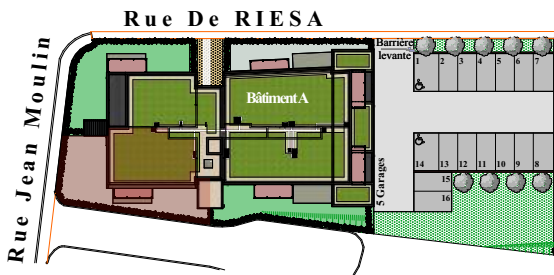 Rue De RIESA
Rue Jean Moulin
Bâtiment A
Barrière
levante
5 Garages
1 2 3 4 5 6 7
14 13 12 11 10 9 8
15
16